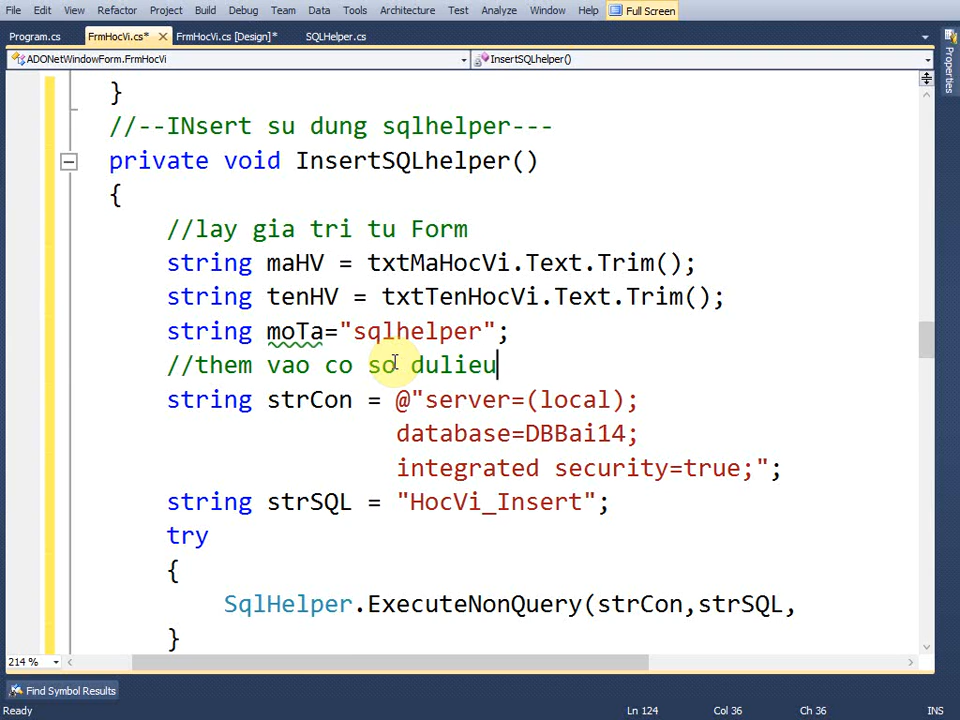 File Edit View Refactor Project Build Debug Team Data Tools Architecture Test Analyze Window Help Full Screen
Program.cs FrmHocVi.cs* FrmHocVi.cs [Design]* SQLHelper.cs
ADONetWindowForm.FrmHocVi InsertSQLhelper()
Properties
}
//--INsert su dung sqlhelper---
private void InsertSQLhelper()
{
//lay gia tri tu Form
string maHV = txtMaHocVi.Text.Trim();
string tenHV = txtTenHocVi.Text.Trim();
string moTa="sqlhelper";
//them vao co so dulieu
string strCon = @"server=(local);
database=DBBai14;
integrated security=true;";
string strSQL = "HocVi_Insert";
try
{
SqlHelper.ExecuteNonQuery(strCon,strSQL,
}
214 %
Find Symbol Results
Ready Ln 124 Col 36 Ch 36 INS